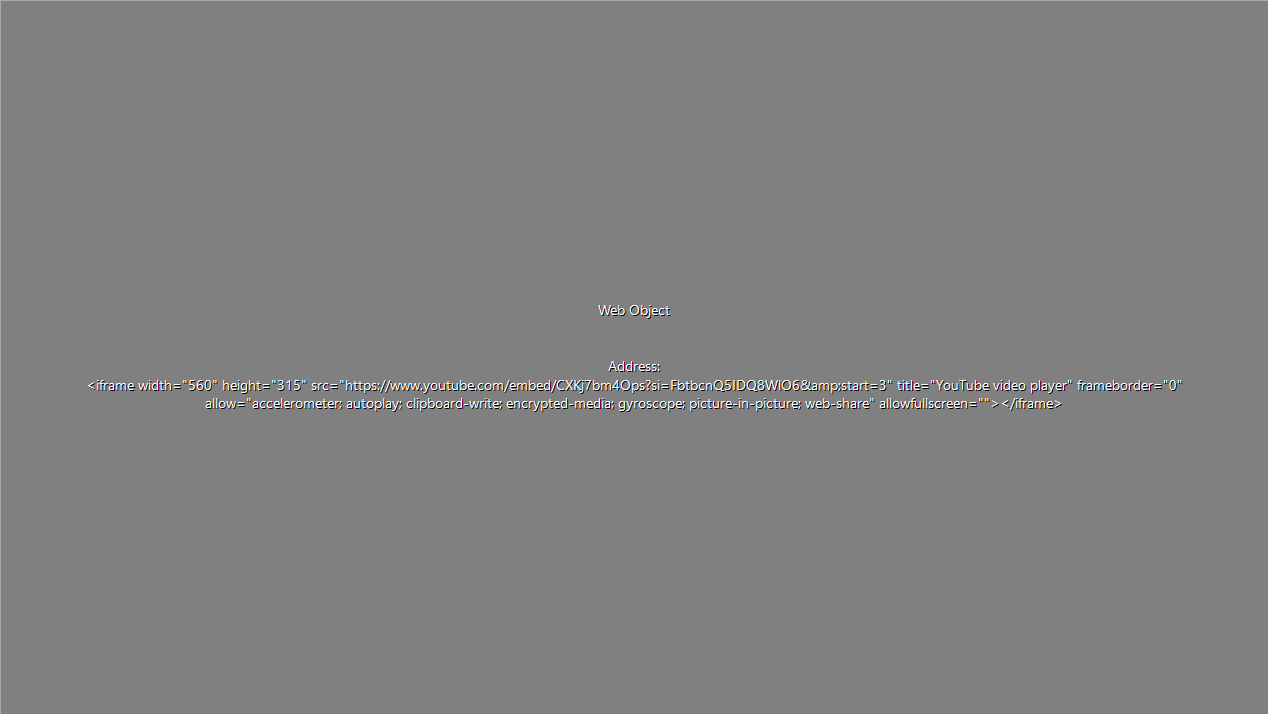 Web Object
Address:
<iframe width="560" height="315" src="https://www.youtube.com/embed/CXKj7bm4Ops?si=FbtbcnQ5IDQ8WlO6&amp;start=3" title="YouTube video player" frameborder="0"
allow="accelerometer; autoplay; clipboard-write; encrypted-media; gyroscope; picture-in-picture; web-share" allowfullscreen=""></iframe>